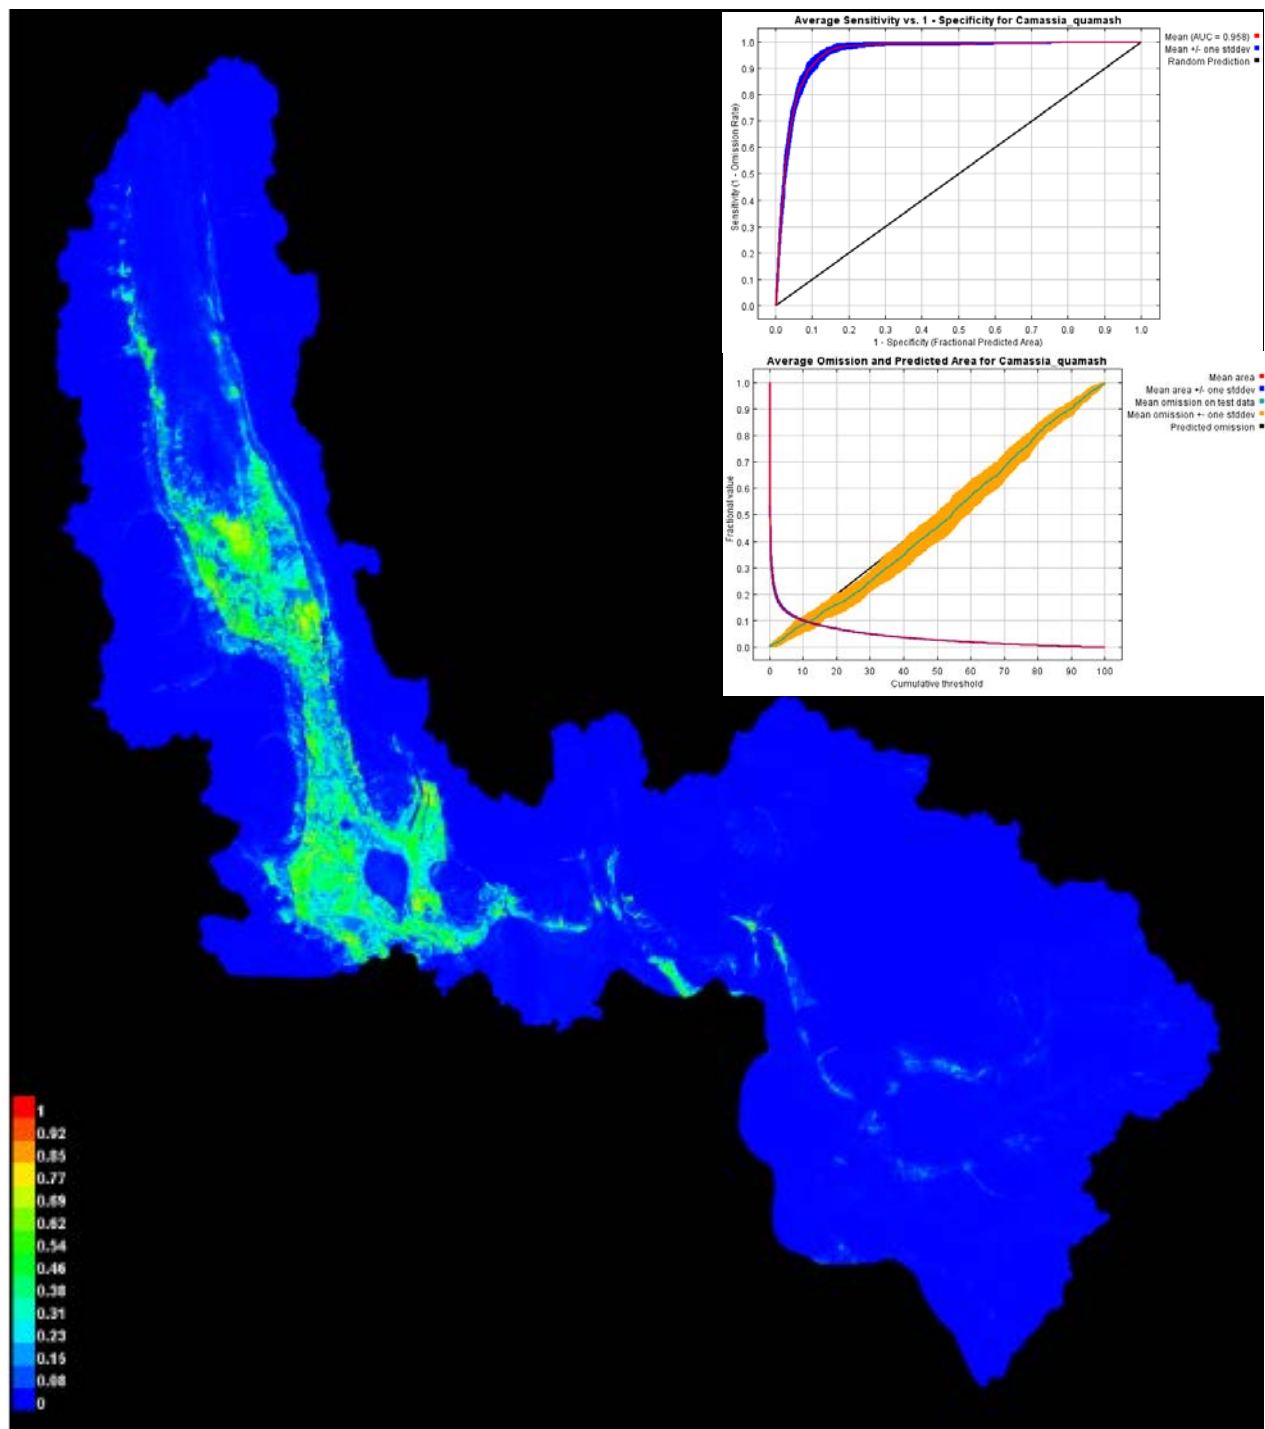 Average Sensitivity vs. 1 - Specificity for Camassia_quamash
Mean (AUC = 0.958)
Mean +/- one stddev
Random Prediction
Sensitivity (1 - Omission Rate)
1.0
0.9
0.8
0.7
0.6
0.5
0.4
0.3
0.2
0.1
0.0
0.0 0.1 0.2 0.3 0.4 0.5 0.6 0.7 0.8 0.9 1.0
1 - Specificity (Fractional Predicted Area)
Average Omission and Predicted Area for Camassia_quamash
Mean area
Mean area +/- one stddev
Mean omission on test data
Mean omission +- one stddev
Predicted omission
Fractional value
1.0
0.9
0.8
0.7
0.6
0.5
0.4
0.3
0.2
0.1
0.0
0 10 20 30 40 50 60 70 80 90 100
Cumulative threshold
1
0.92
0.85
0.77
0.69
0.62
0.54
0.46
0.38
0.31
0.23
0.15
0.08
0